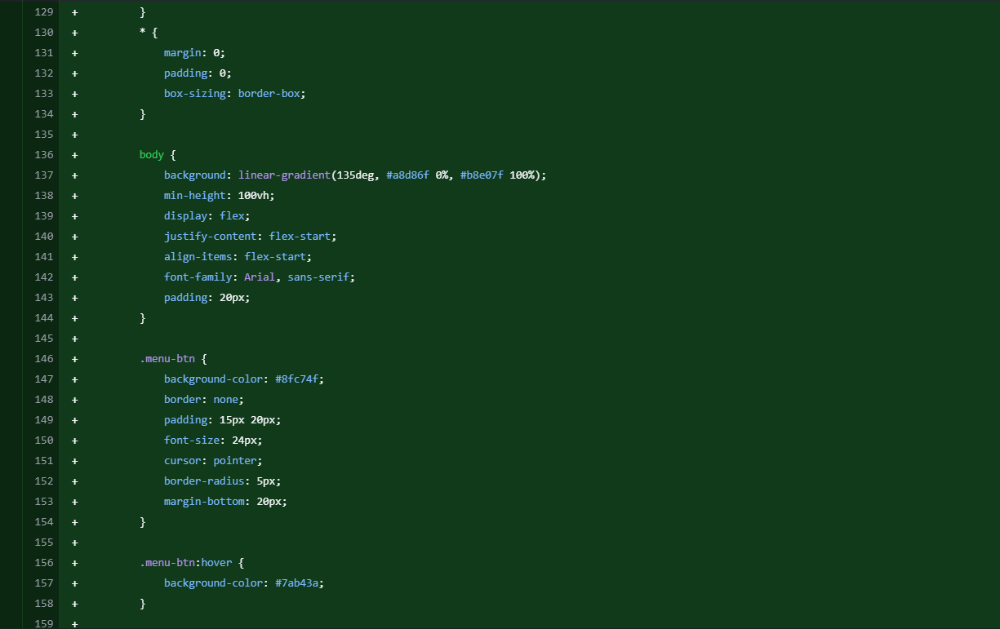 129 + }
130 + * {
131 + margin: 0;
132 + padding: 0;
133 + box-sizing: border-box;
134 + }
135 +
136 + body {
137 + background: linear-gradient(135deg, #a8d86f 0%, #b8e07f 100%);
138 + min-height: 100vh;
139 + display: flex;
140 + justify-content: flex-start;
141 + align-items: flex-start;
142 + font-family: Arial, sans-serif;
143 + padding: 20px;
144 + }
145 +
146 + .menu-btn {
147 + background-color: #8fc74f;
148 + border: none;
149 + padding: 15px 20px;
150 + font-size: 24px;
151 + cursor: pointer;
152 + border-radius: 5px;
153 + margin-bottom: 20px;
154 + }
155 +
156 + .menu-btn:hover {
157 + background-color: #7ab43a;
158 + }
159 +